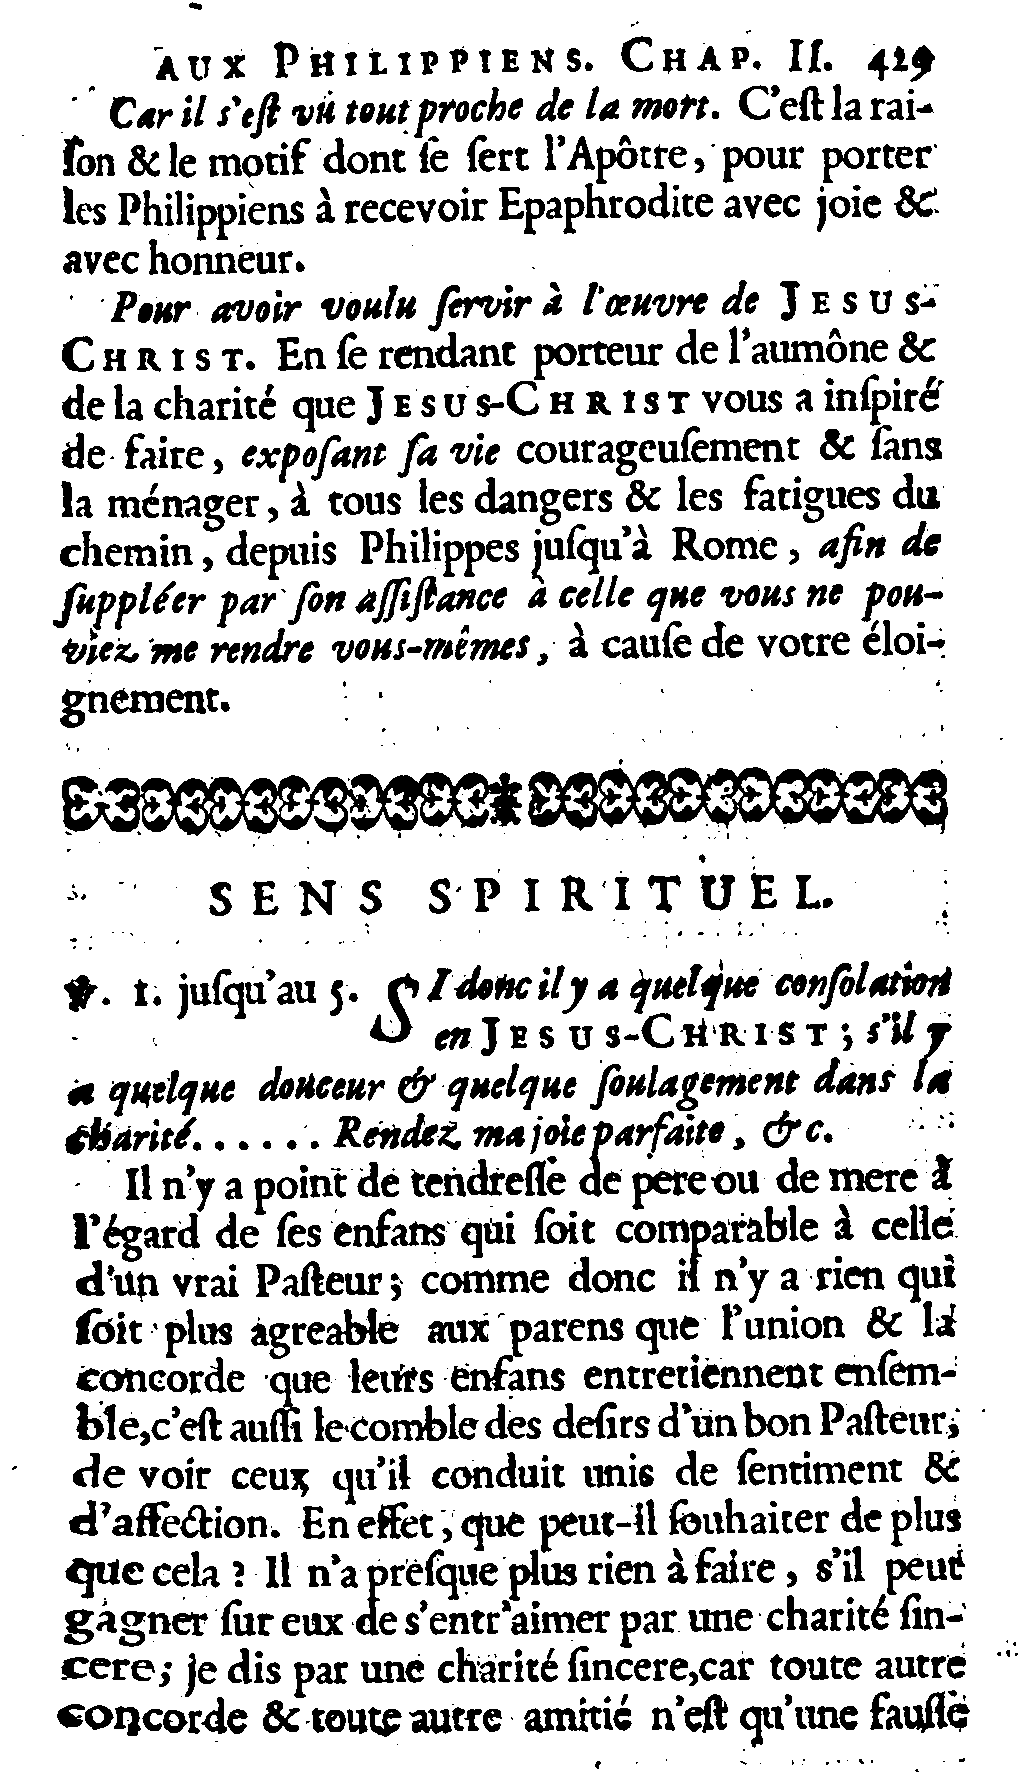 AUX PHILIPPIENS. CHAP. II. 429
Car il s'eſt vû tout proche de la mort. C'eſt la rai-
ſon & le motif dont ſe ſert l'Apôtre, pour porter
les Philippiens à recevoir Epaphrodite avec joie &
avec honneur.
Pour avoir voulu ſervir à l'œuvre de JESUS-
CHRIST. En ſe rendant porteur de l'aumône &
de la charité que JESUS-CHRIST vous a inſpiré
de faire, expoſant ſa vie courageuſement & ſans
la ménager, à tous les dangers & les fatigues du
chemin, depuis Philippes juſqu'à Rome, afin de
ſuppléer par ſon aſſiſtance à celle que vous ne pou-
viez me rendre vous-mêmes, à cauſe de votre éloi-
gnement.
SENS SPIRITUEL.
℣. 1. juſqu'au 5. SI donc il y a quelque conſolation
en JESUS-CHRIST; s'il y
a quelque douceur & quelque ſoulagement dans la
charité...... Rendez ma joie parfaite, &c.
Il n'y a point de tendreſſe de pere ou de mere à
l'égard de ſes enfans qui ſoit comparable à celle
d'un vrai Paſteur; comme donc il n'y a rien qui
ſoit plus agreable aux parens que l'union & la
concorde que leurs enfans entretiennent enſem-
ble, c'eſt auſſi le comble des deſirs d'un bon Paſteur,
de voir ceux qu'il conduit unis de ſentiment &
d'affection. En effet, que peut-il ſouhaiter de plus
que cela? Il n'a preſque plus rien à faire, s'il peut
gagner ſur eux de s'entr'aimer par une charité ſin-
cere; je dis par une charité ſincere, car toute autre
concorde & toute autre amitié n'eſt qu'une fauſſe